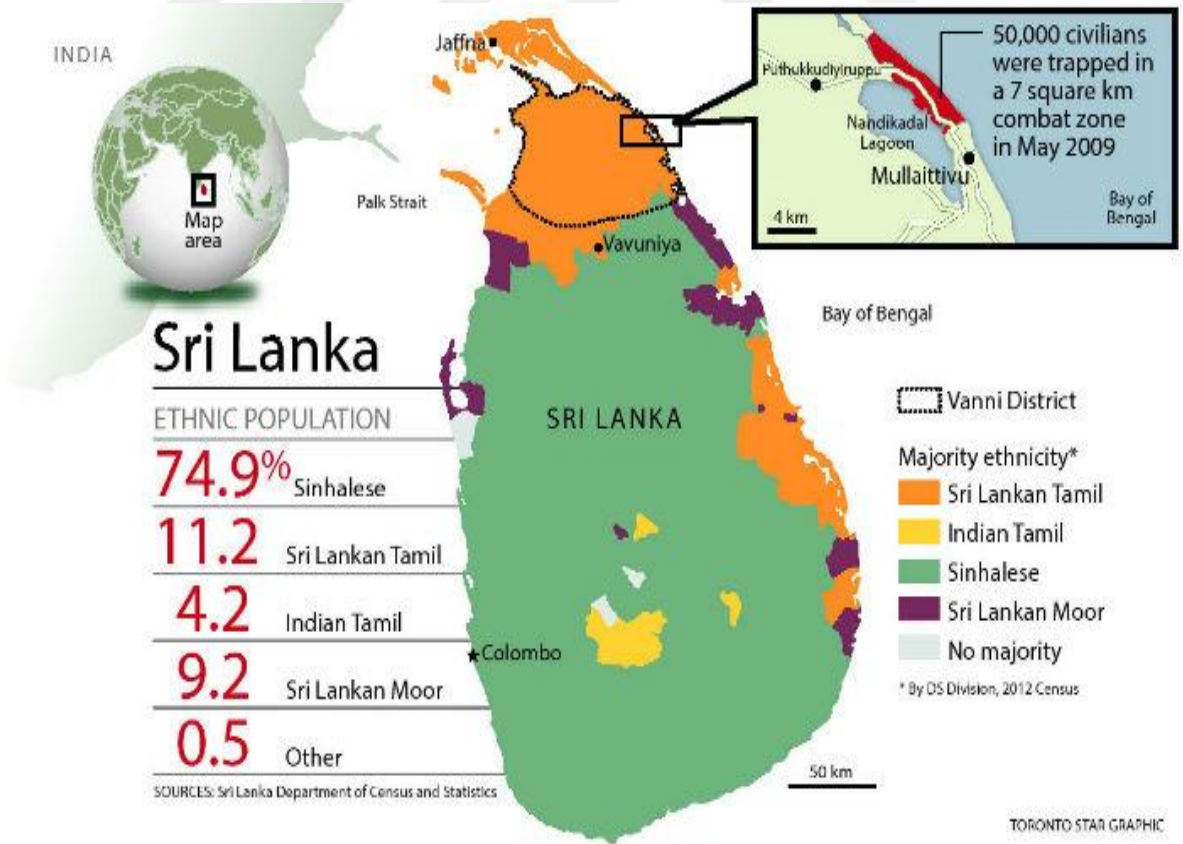 INDIA
Map
area
Palk Strait
Jaffna
Vavuniya
Puthukkudiyiruppu
Nandikadal
Lagoon
Mullaittivu
4 km
Bay of
Bengal
50,000 civilians
were trapped in
a 7 square km
combat zone
in May 2009
Bay of Bengal
Sri Lanka
ETHNIC POPULATION
74.9% Sinhalese
11.2 Sri Lankan Tamil
4.2 Indian Tamil
9.2 Sri Lankan Moor
0.5 Other
SOURCES: Sri Lanka Department of Census and Statistics
SRI LANKA
Colombo
Vanni District
Majority ethnicity*
Sri Lankan Tamil
Indian Tamil
Sinhalese
Sri Lankan Moor
No majority
* By DS Division, 2012 Census
50 km
TORONTO STAR GRAPHIC